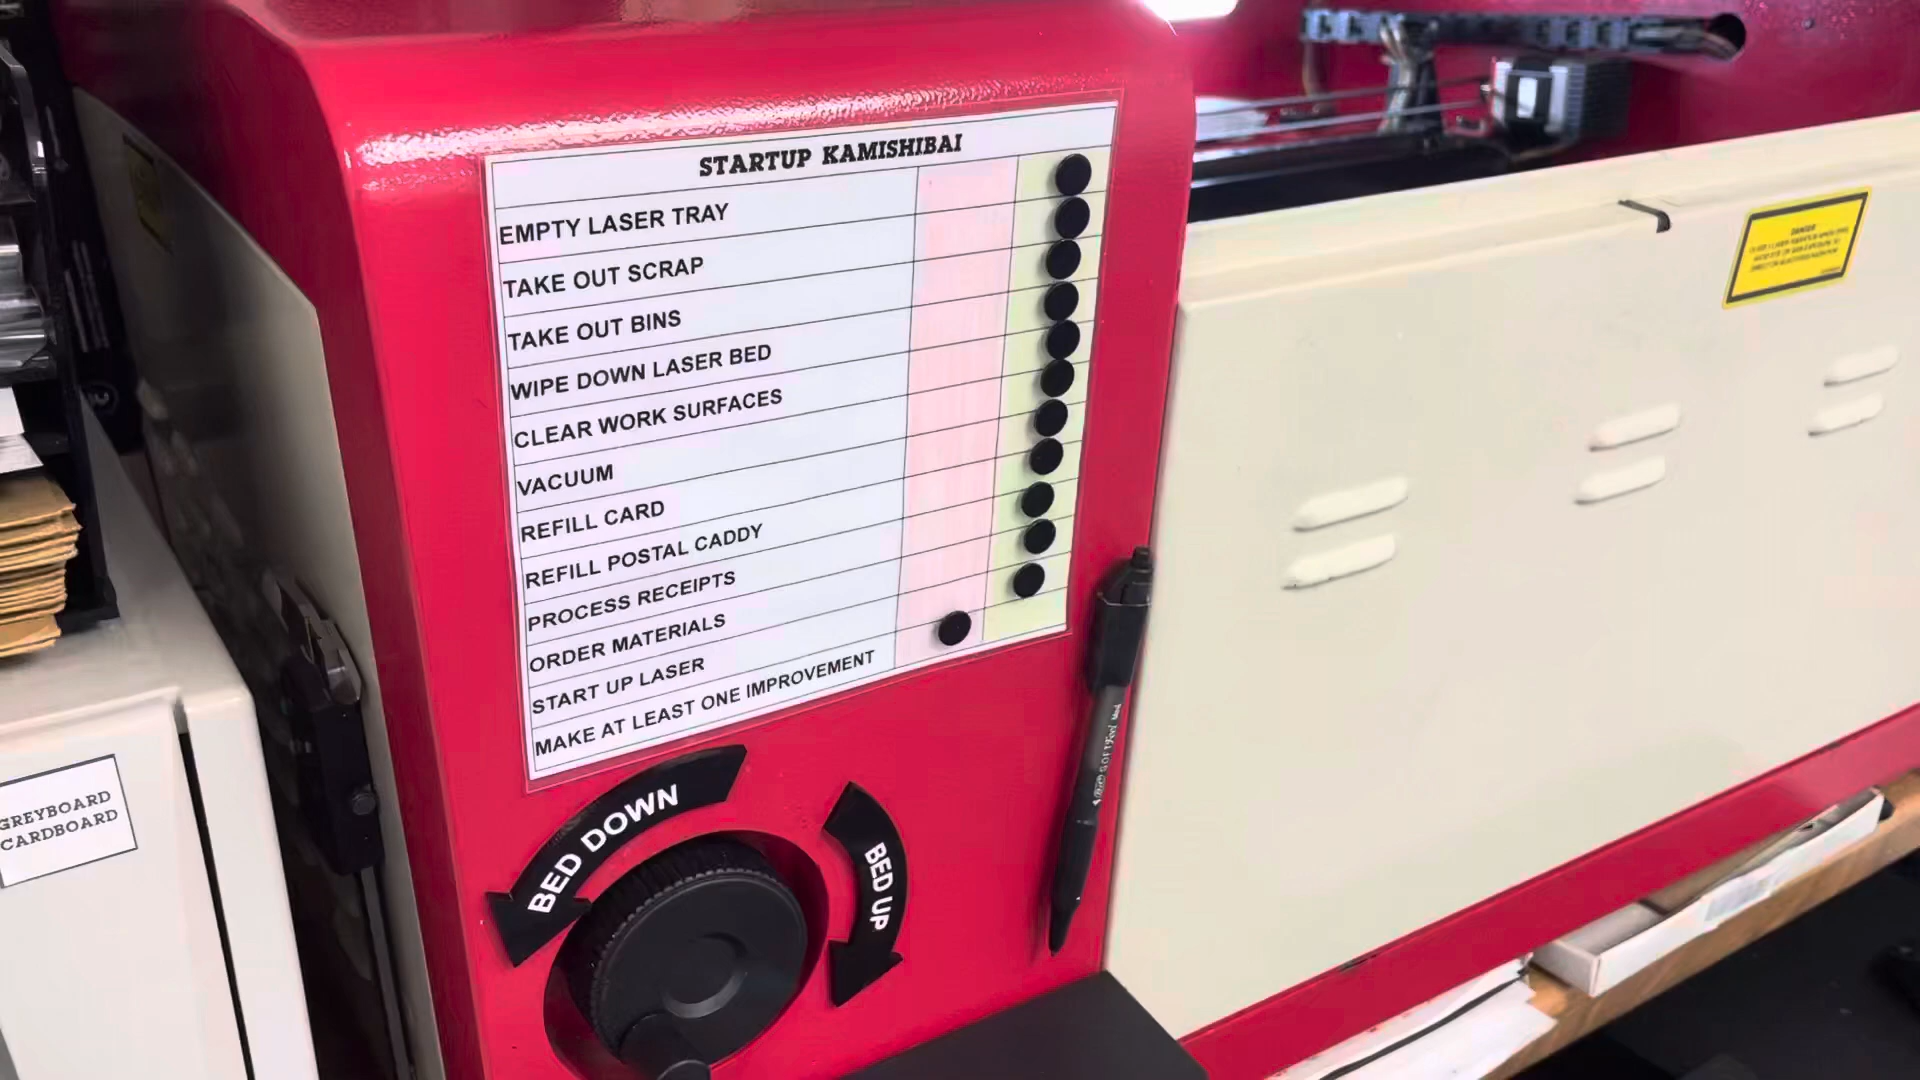 STARTUP KAMISHIBAI
EMPTY LASER TRAY
TAKE OUT SCRAP
TAKE OUT BINS
WIPE DOWN LASER BED
CLEAR WORK SURFACES
VACUUM
REFILL CARD
REFILL POSTAL CADDY
PROCESS RECEIPTS
ORDER MATERIALS
START UP LASER
MAKE AT LEAST ONE IMPROVEMENT
BED DOWN
BED UP
GREYBOARD
CARDBOARD
DANGER